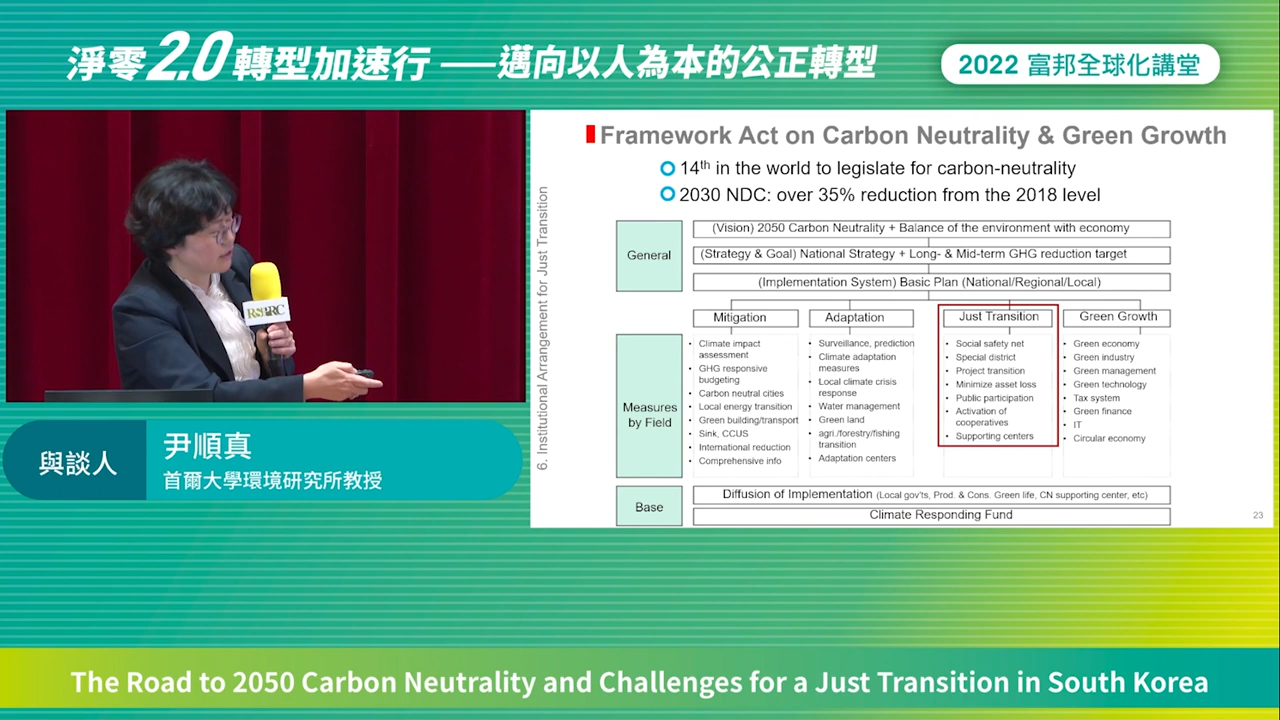 淨零2.0轉型加速行——邁向以人為本的公正轉型
2022 富邦全球化講堂
RSPRC
與談人
尹順真
首爾大學環境研究所教授
6. Institutional Arrangement for Just Transition
Framework Act on Carbon Neutrality & Green Growth
14th in the world to legislate for carbon-neutrality
2030 NDC: over 35% reduction from the 2018 level
General
(Vision) 2050 Carbon Neutrality + Balance of the environment with economy
(Strategy & Goal) National Strategy + Long- & Mid-term GHG reduction target
(Implementation System) Basic Plan (National/Regional/Local)
Measures
by Field
Mitigation
• Climate impact
assessment
• GHG responsive
budgeting
• Carbon neutral cities
• Local energy transition
• Green building/transport
• Sink, CCUS
• International reduction
• Comprehensive info
Adaptation
• Surveillance, prediction
• Climate adaptation
measures
• Local climate crisis
response
• Water management
• Green land
• agri./forestry/fishing
transition
• Adaptation centers
Just Transition
• Social safety net
• Special district
• Project transition
• Minimize asset loss
• Public participation
• Activation of
cooperatives
• Supporting centers
Green Growth
• Green economy
• Green industry
• Green management
• Green technology
• Tax system
• Green finance
• IT
• Circular economy
Base
Diffusion of Implementation (Local gov'ts, Prod. & Cons. Green life, CN supporting center, etc)
Climate Responding Fund
23
The Road to 2050 Carbon Neutrality and Challenges for a Just Transition in South Korea